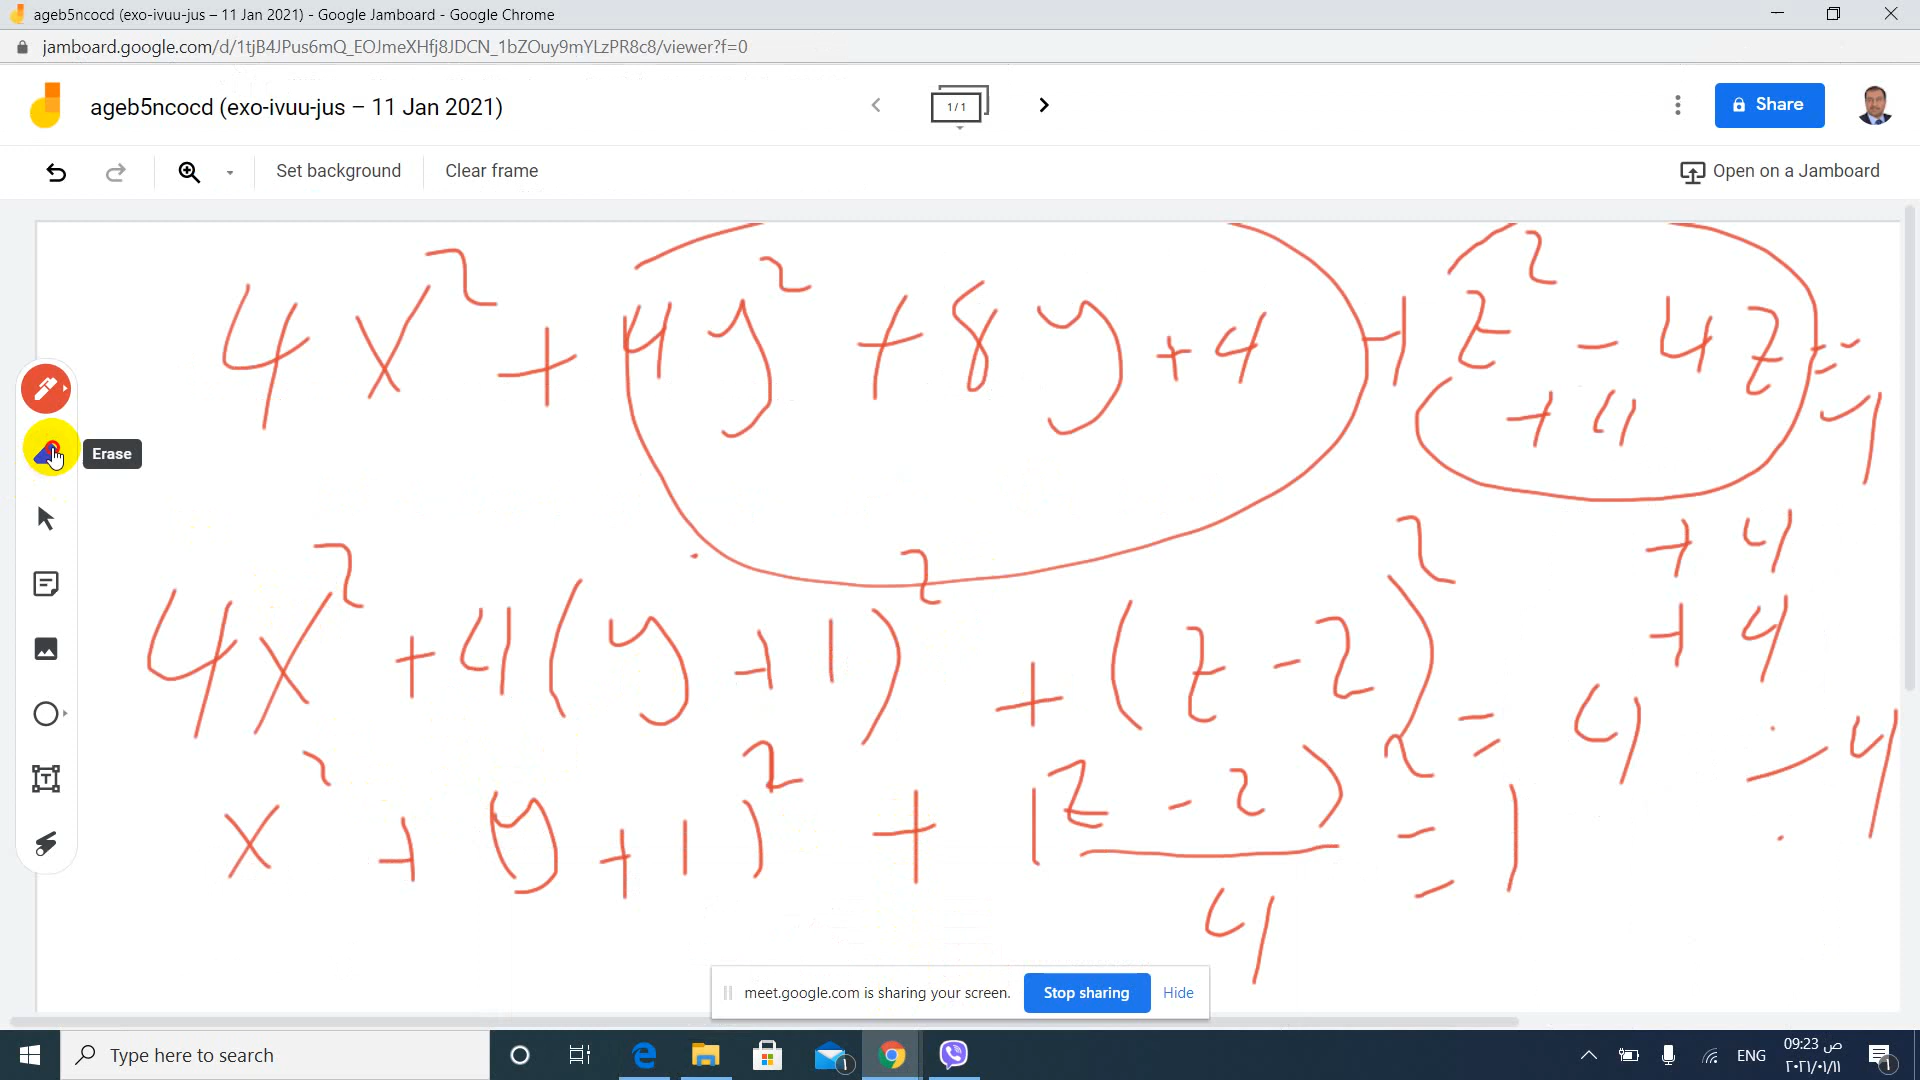 ageb5ncocd (exo-ivuu-jus – 11 Jan 2021) - Google Jamboard - Google Chrome
jamboard.google.com/d/1tjB4JPus6mQ_EOJmeXHfj8JDCN_1bZOuy9mYLzPR8c8/viewer?f=0
ageb5ncocd (exo-ivuu-jus – 11 Jan 2021)
1/1
Share
Set background
Clear frame
Open on a Jamboard
4x² + 4y² + 8y + 4 + z² - 4z + 4 = -4
+ 4
+ 4
Erase
4x² + 4(y + 1)² + (z - 2)² = 4
÷ 4
x² + (y + 1)² + (z - 2)²/4 = 1
meet.google.com is sharing your screen.
Stop sharing
Hide
Type here to search
١
ENG
09:23 ص
٢٠٢١/٠١/١١
١